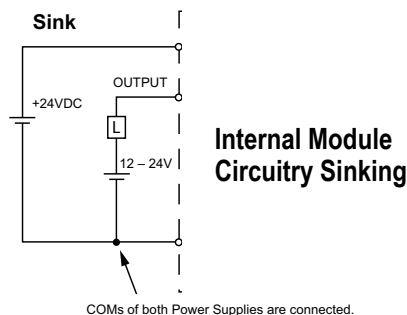 Sink
OUTPUT
+24VDC
L
12 – 24V
Internal Module
Circuitry Sinking
COMs of both Power Supplies are connected.